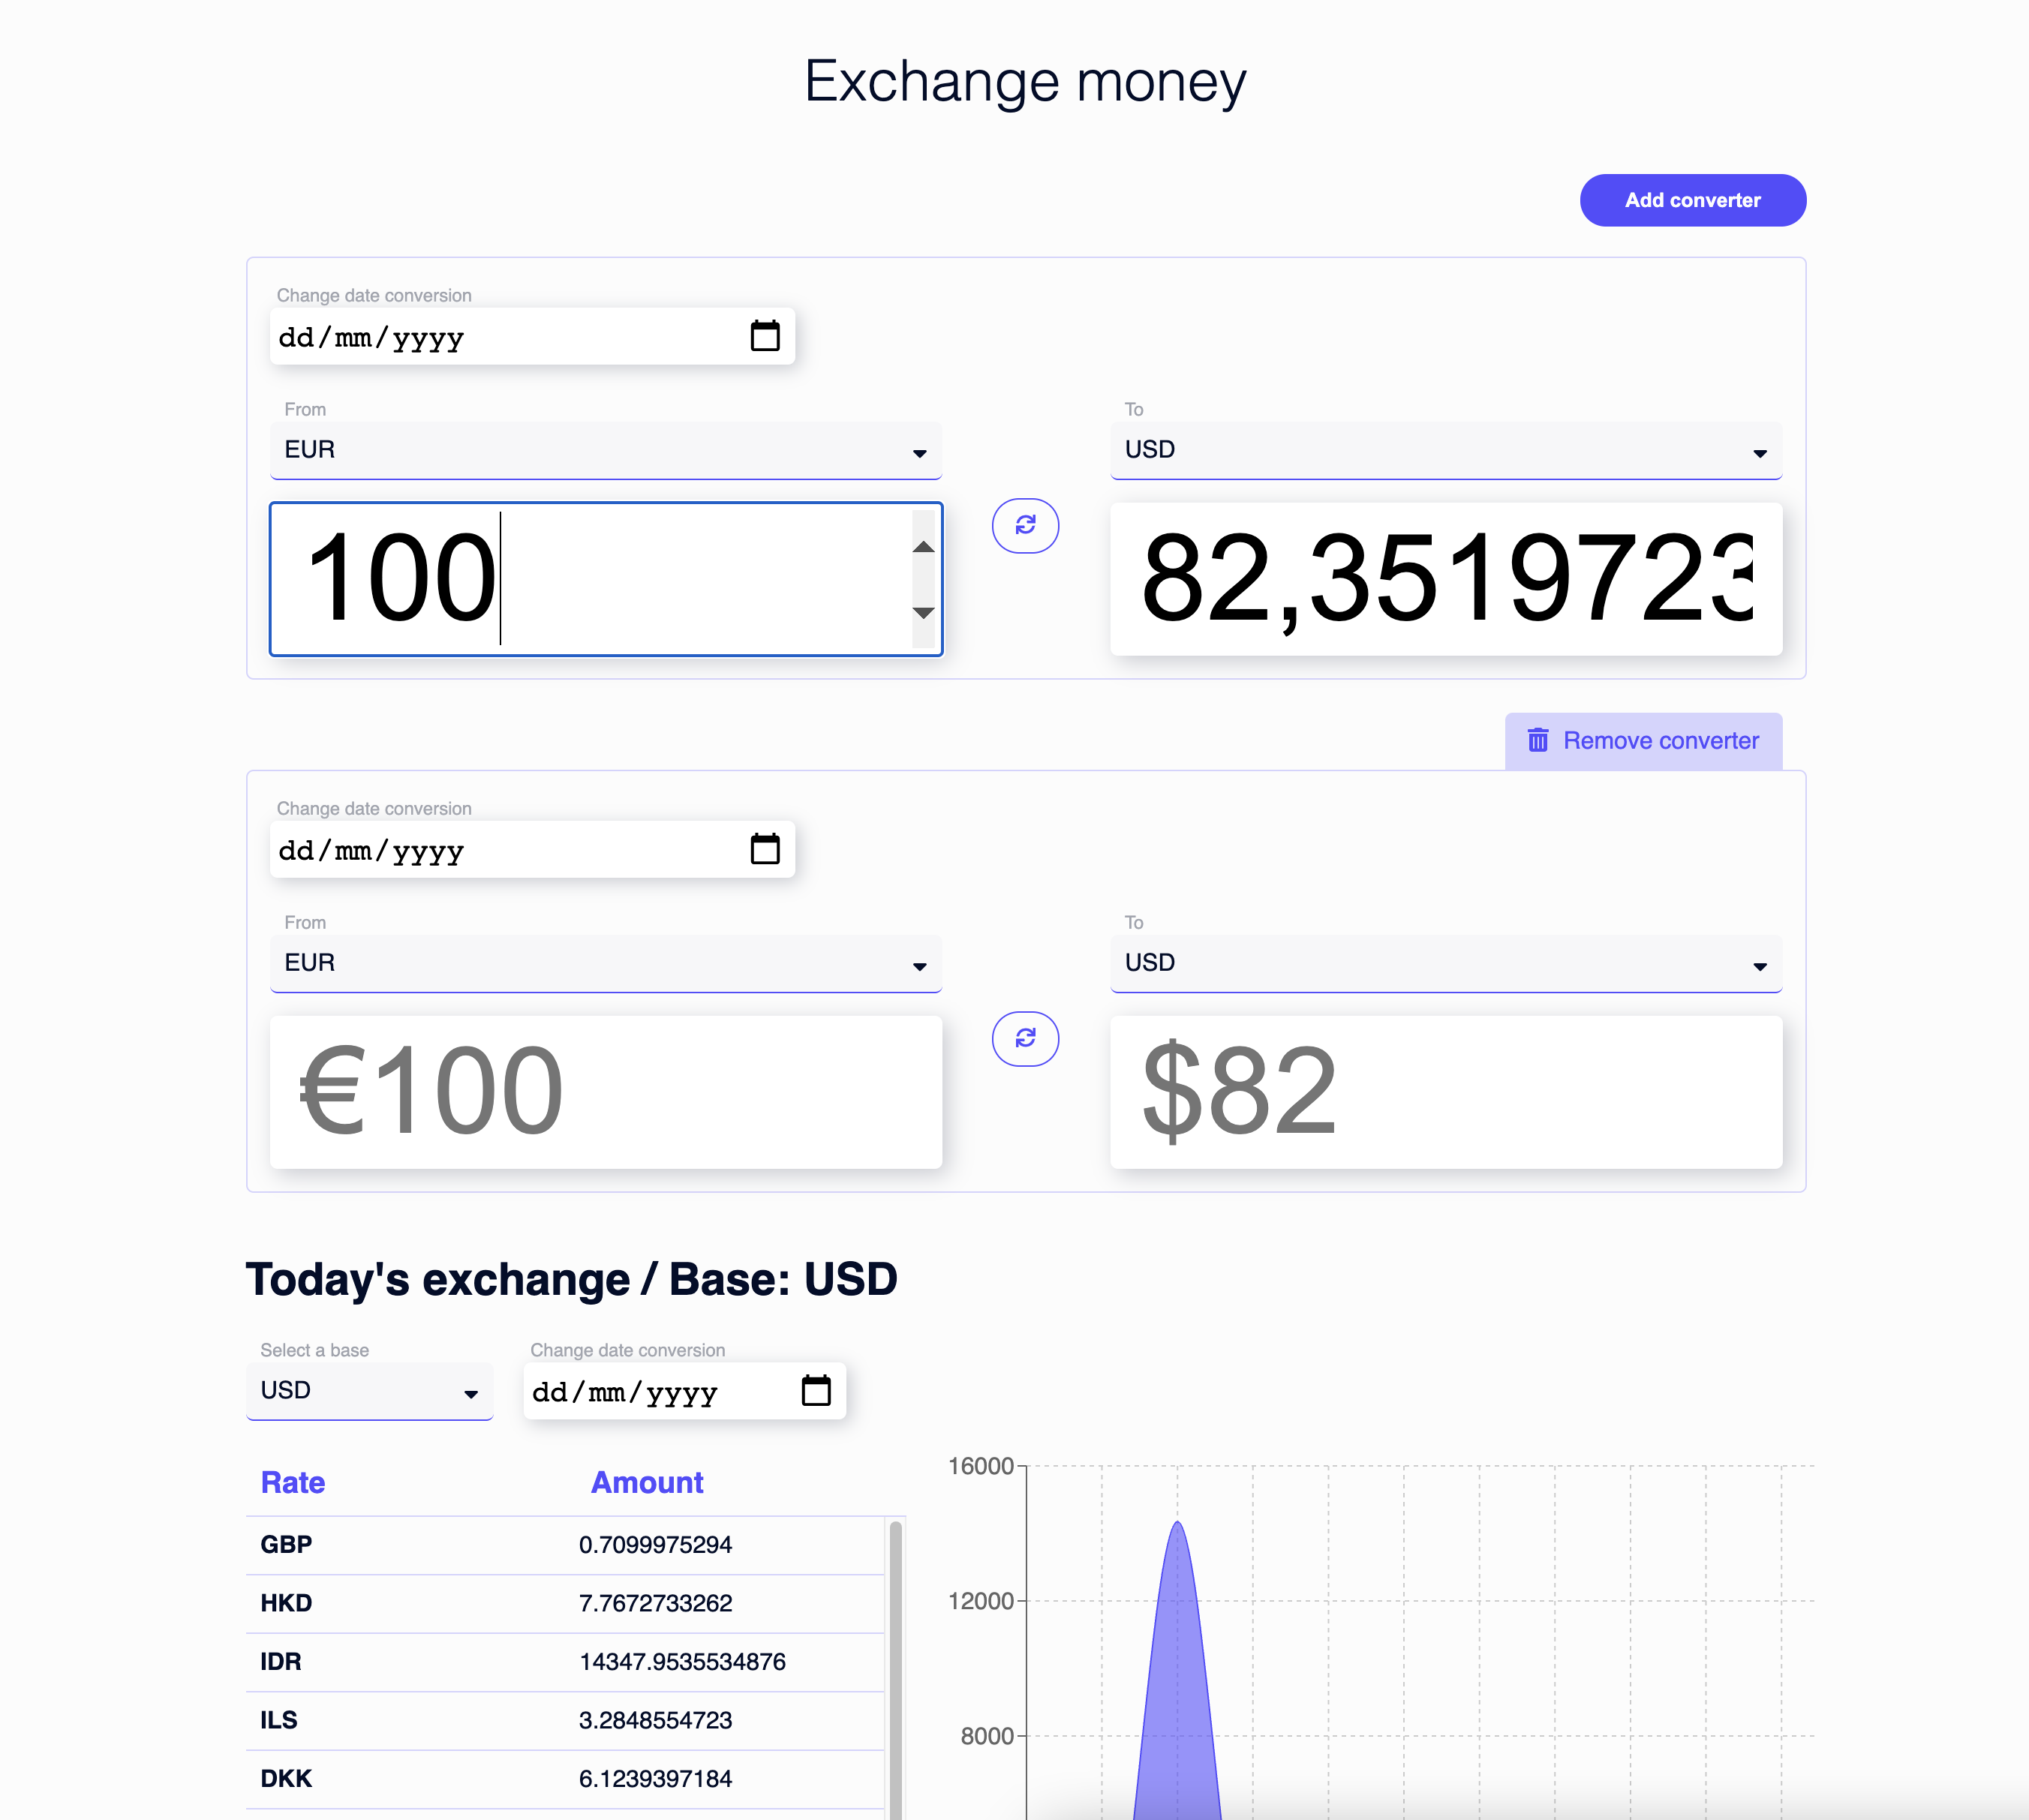 Exchange money
Add converter
Change date conversion
dd/mm/yyyy
From
EUR
To
USD
100
82,3519723
Remove converter
Change date conversion
dd/mm/yyyy
From
EUR
To
USD
€100
$82
Today's exchange / Base: USD
Select a base
USD
Change date conversion
dd/mm/yyyy
Rate Amount
GBP 0.7099975294
HKD 7.7672733262
IDR 14347.9535534876
ILS 3.2848554723
DKK 6.1239397184
16000
12000
8000